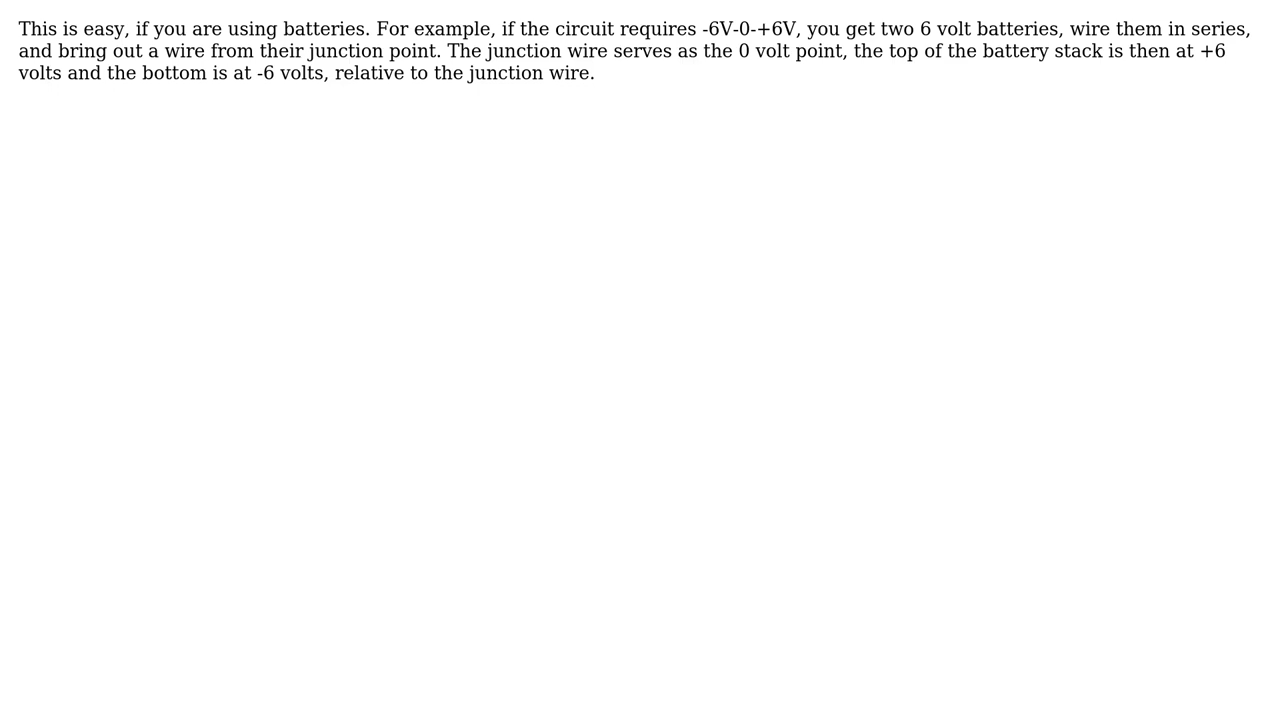 This is easy, if you are using batteries. For example, if the circuit requires -6V-0-+6V, you get two 6 volt batteries, wire them in series,
and bring out a wire from their junction point. The junction wire serves as the 0 volt point, the top of the battery stack is then at +6
volts and the bottom is at -6 volts, relative to the junction wire.